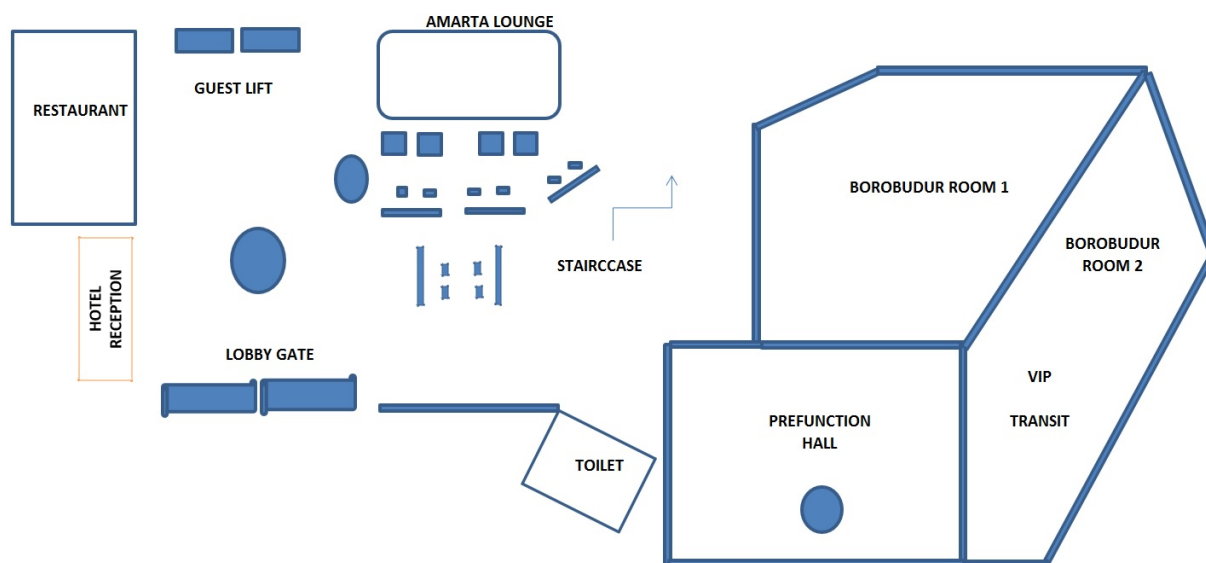 AMARTA LOUNGE
GUEST LIFT
RESTAURANT
BOROBUDUR ROOM 1
BOROBUDUR
ROOM 2
STAIRCCASE
HOTEL
RECEPTION
LOBBY GATE
VIP
TRANSIT
PREFUNCTION
HALL
TOILET